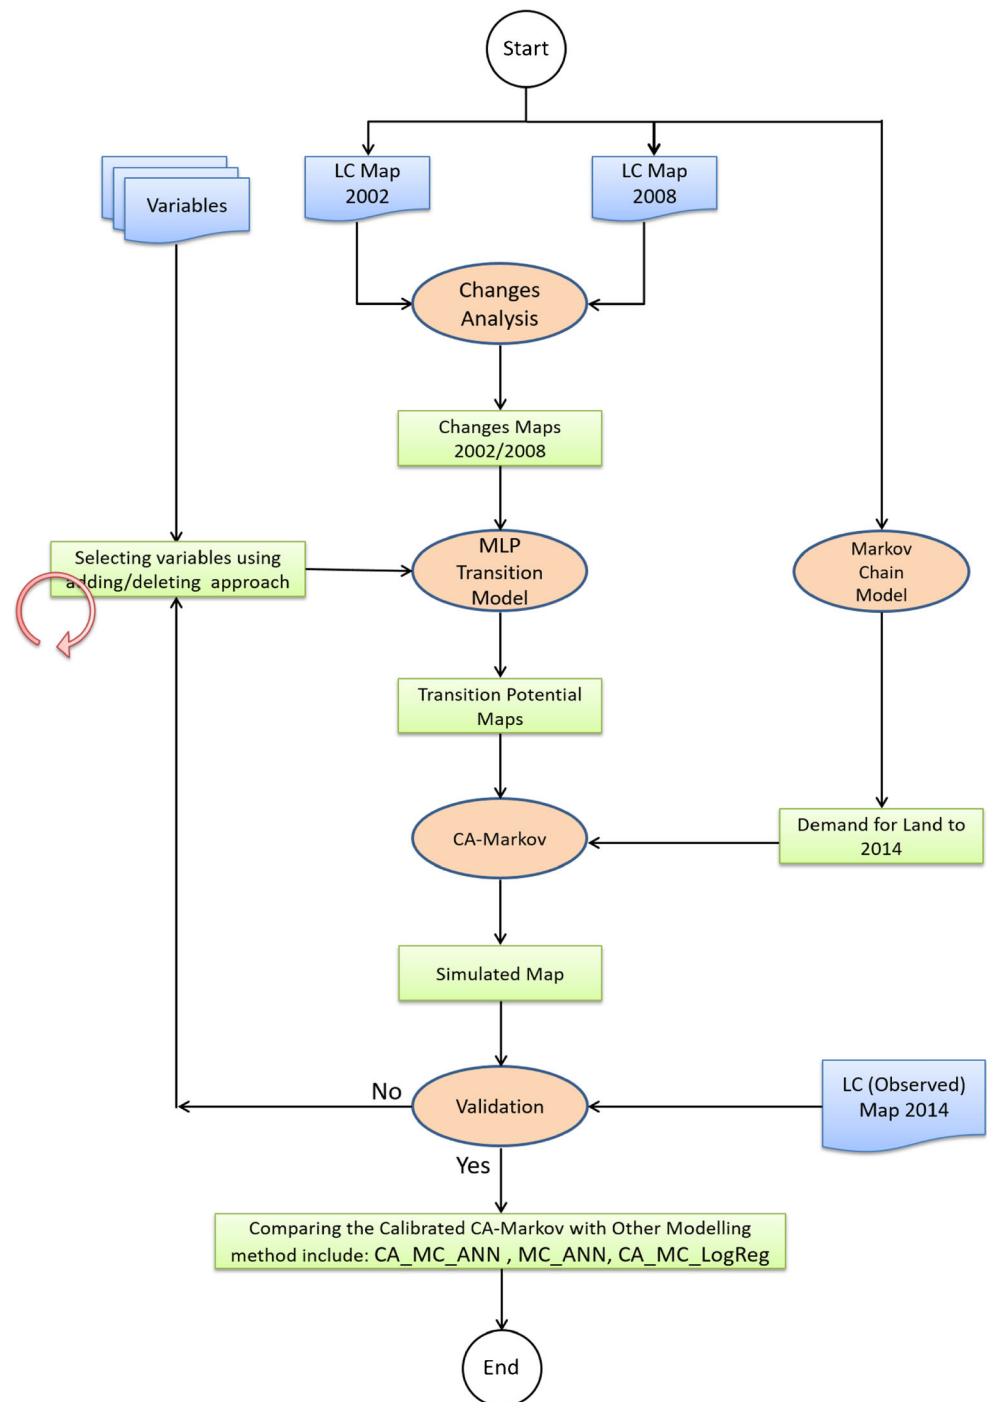 Start
LC Map
2002
LC Map
2008
Variables
Changes
Analysis
Changes Maps
2002/2008
Selecting variables using
adding/deleting approach
MLP
Transition
Model
Markov
Chain
Model
Transition Potential
Maps
CA-Markov
Demand for Land to
2014
Simulated Map
No
Validation
LC (Observed)
Map 2014
Yes
Comparing the Calibrated CA-Markov with Other Modelling
method include: CA_MC_ANN , MC_ANN, CA_MC_LogReg
End